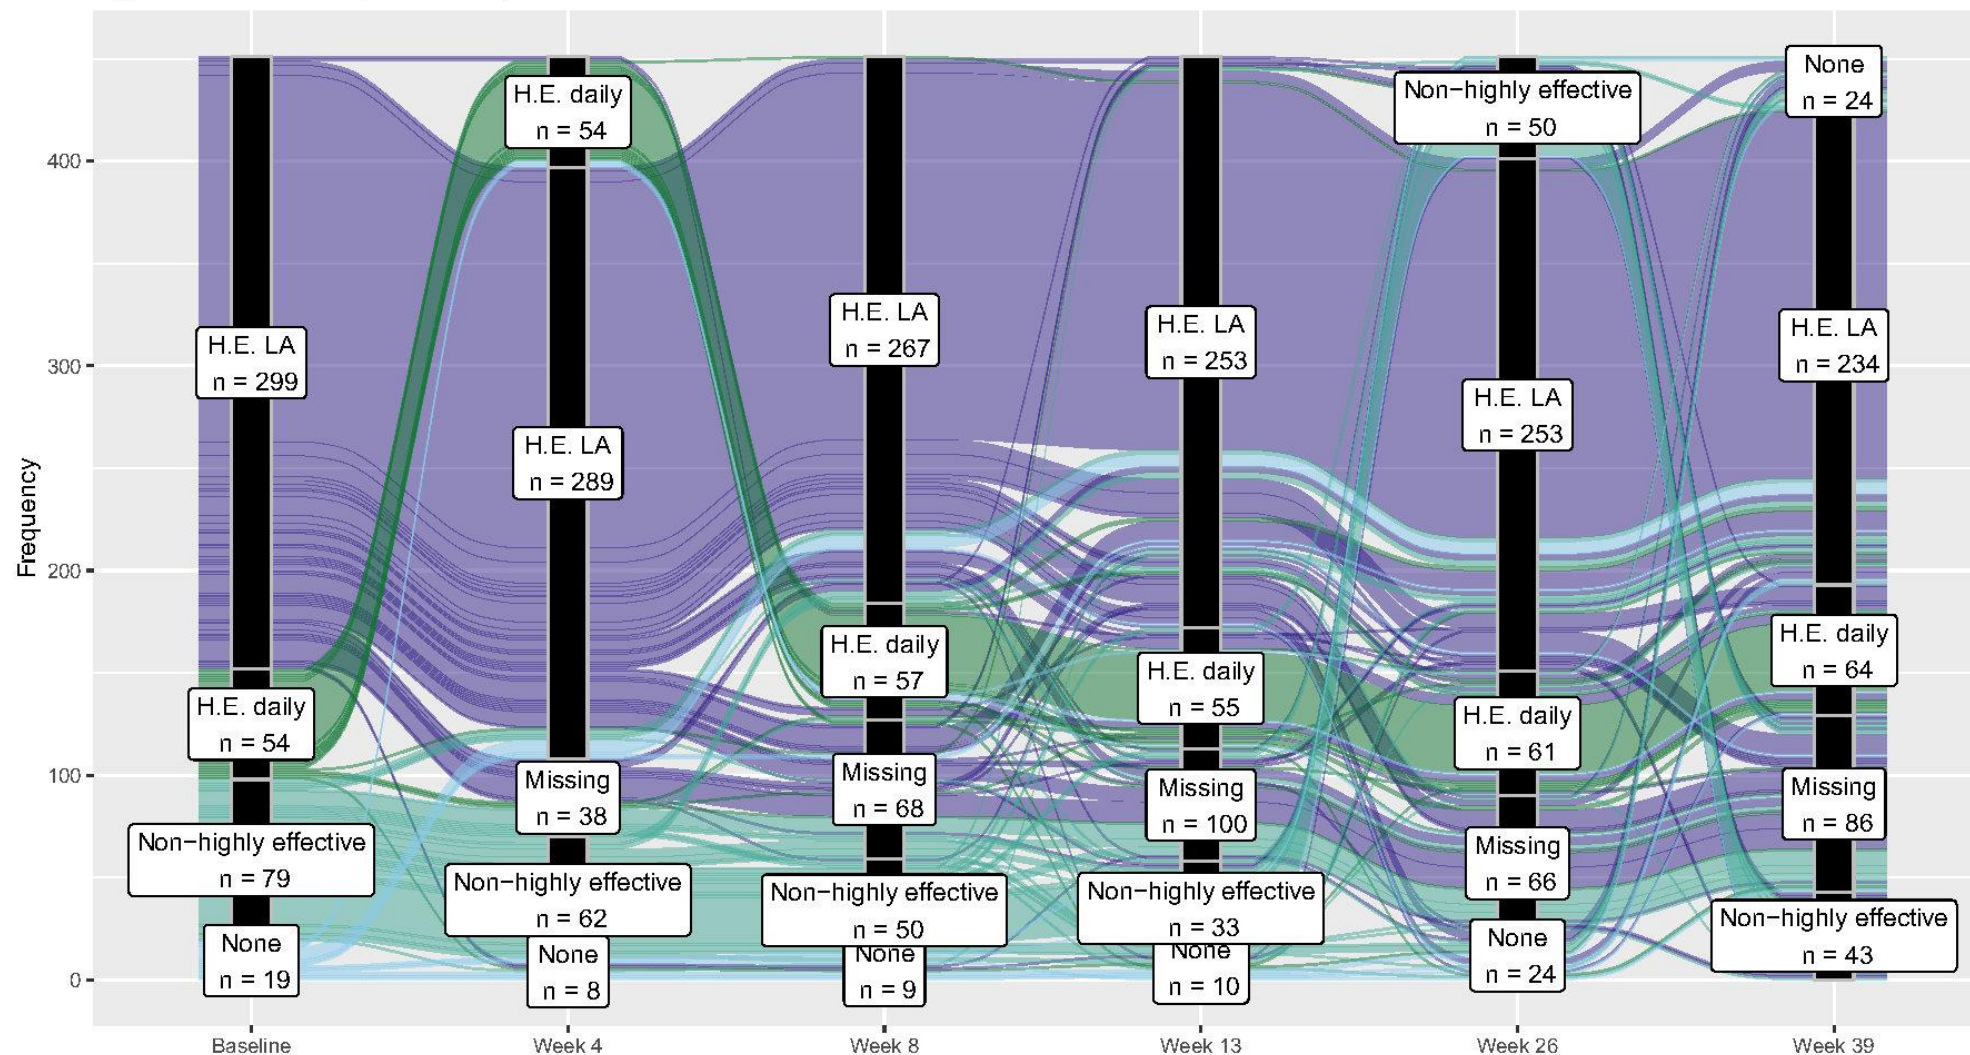 Frequency
400
300
200
100
0
H.E. LA
n = 299
H.E. daily
n = 54
Non−highly effective
n = 79
None
n = 19
H.E. daily
n = 54
H.E. LA
n = 289
Missing
n = 38
Non−highly effective
n = 62
None
n = 8
H.E. LA
n = 267
H.E. daily
n = 57
Missing
n = 68
Non−highly effective
n = 50
None
n = 9
H.E. LA
n = 253
H.E. daily
n = 55
Missing
n = 100
Non−highly effective
n = 33
None
n = 10
Non−highly effective
n = 50
H.E. LA
n = 253
H.E. daily
n = 61
Missing
n = 66
None
n = 24
None
n = 24
H.E. LA
n = 234
H.E. daily
n = 64
Missing
n = 86
Non−highly effective
n = 43
Baseline
Week 4
Week 8
Week 13
Week 26
Week 39